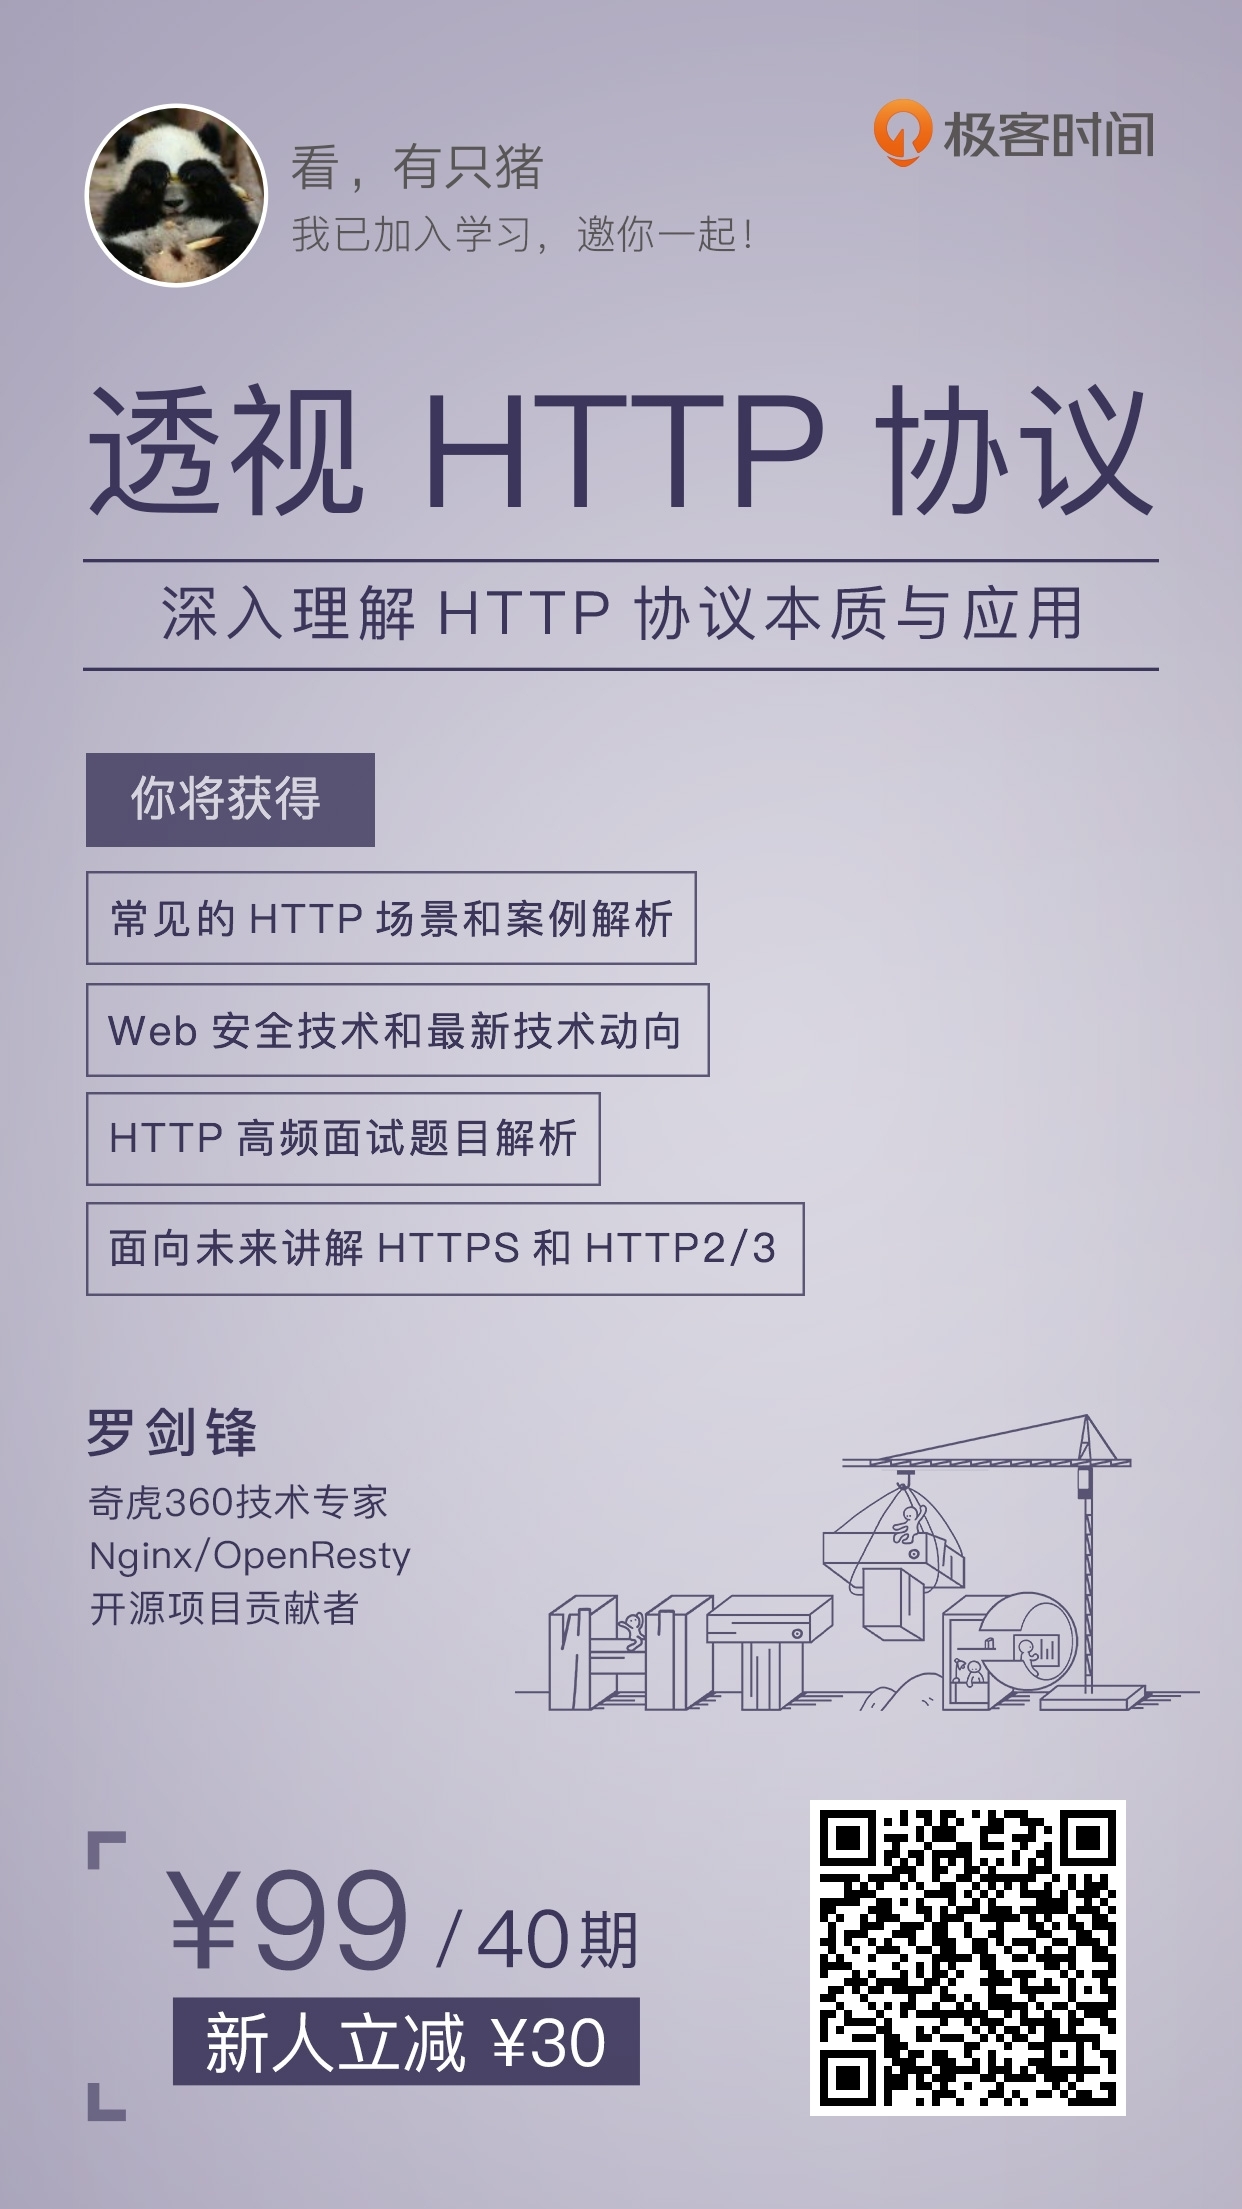 看，有只猪
我已加入学习，邀你一起！
极客时间
透视 HTTP 协议
深入理解 HTTP 协议本质与应用
你将获得
常见的 HTTP 场景和案例解析
Web 安全技术和最新技术动向
HTTP 高频面试题目解析
面向未来讲解 HTTPS 和 HTTP2/3
罗剑锋
奇虎360技术专家
Nginx/OpenResty
开源项目贡献者
¥99 / 40期
新人立减 ¥30